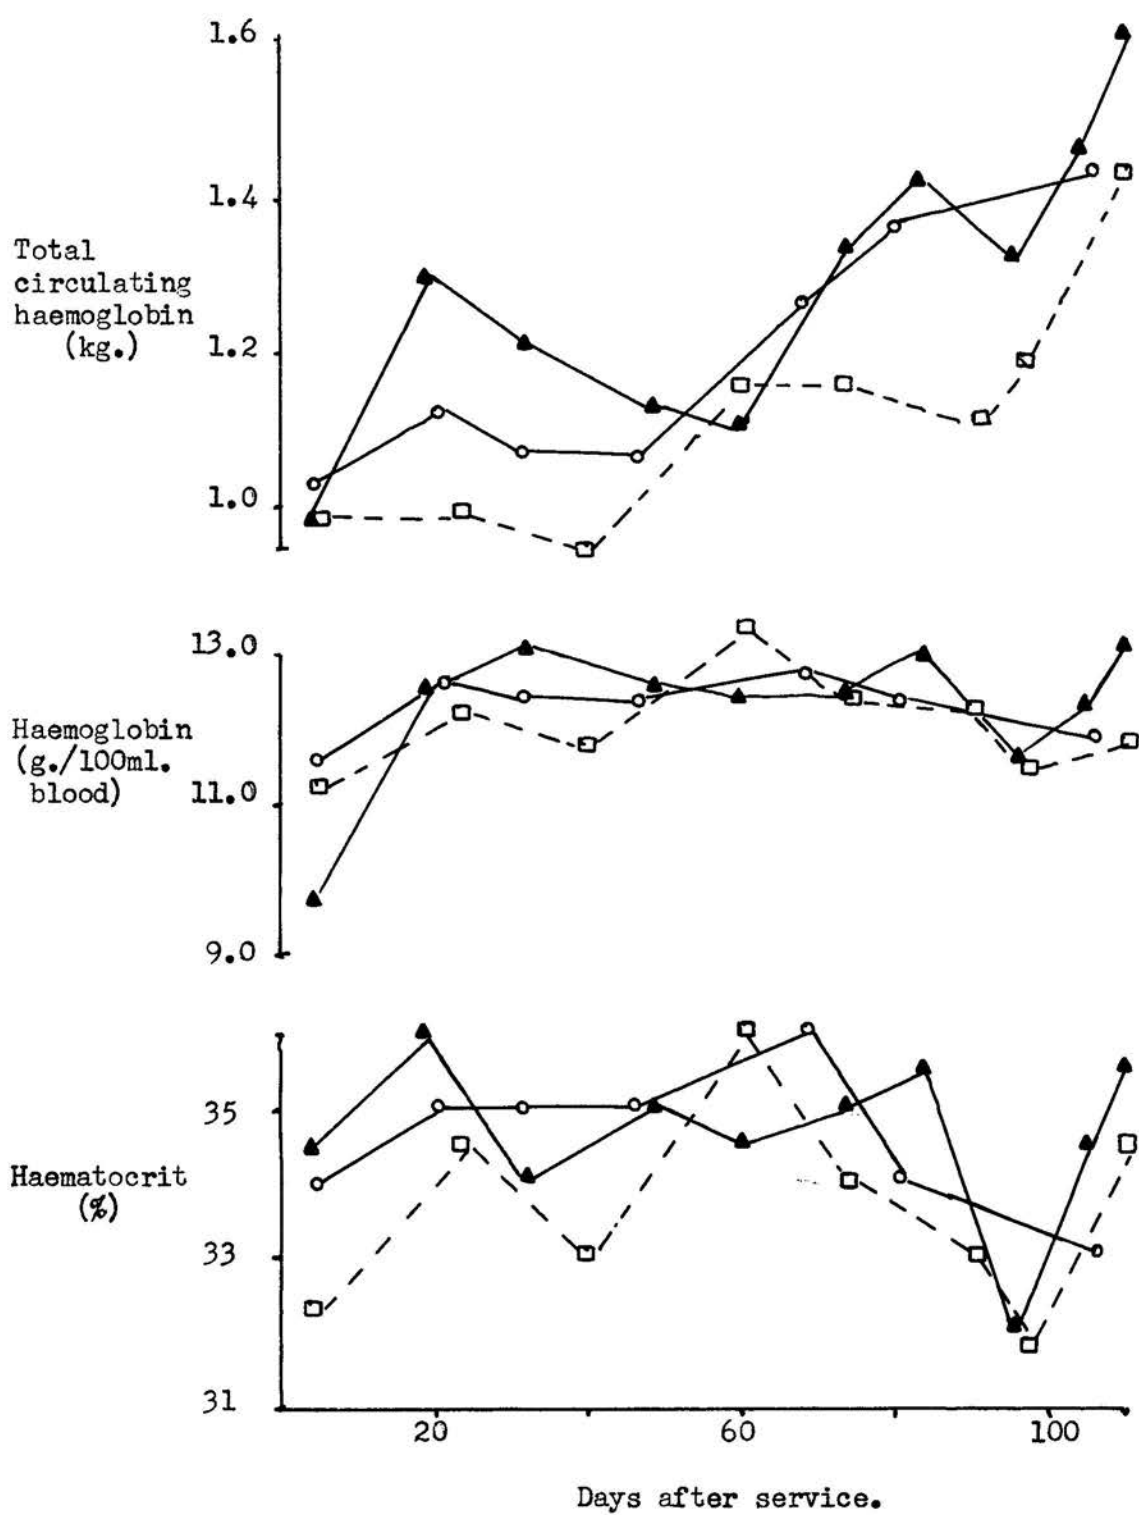 1.6
1.4
Total
circulating
haemoglobin
(kg.)
1.2
1.0
13.0
Haemoglobin
(g./100ml.
blood)
11.0
9.0
35
Haematocrit
(%)
33
31
20
60
100
Days after service.